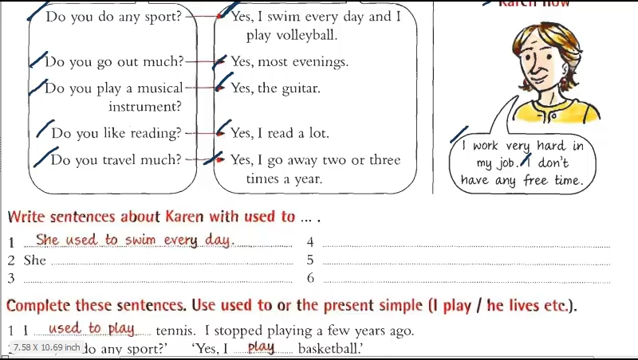 Karen now
Do you do any sport?
Yes, I swim every day and I
play volleyball.
Do you go out much?
Yes, most evenings.
Do you play a musical
instrument?
Yes, the guitar.
Do you like reading?
Yes, I read a lot.
Do you travel much?
Yes, I go away two or three
times a year.
I work very hard in
my job. I don't
have any free time.
Write sentences about Karen with used to ... .
1 She used to swim every day.
2 She
3
4
5
6
Complete these sentences. Use used to or the present simple (I play / he lives etc.).
1 I used to play tennis. I stopped playing a few years ago.
do any sport?' 'Yes, I play basketball.'
7.58 X 10.69 inch